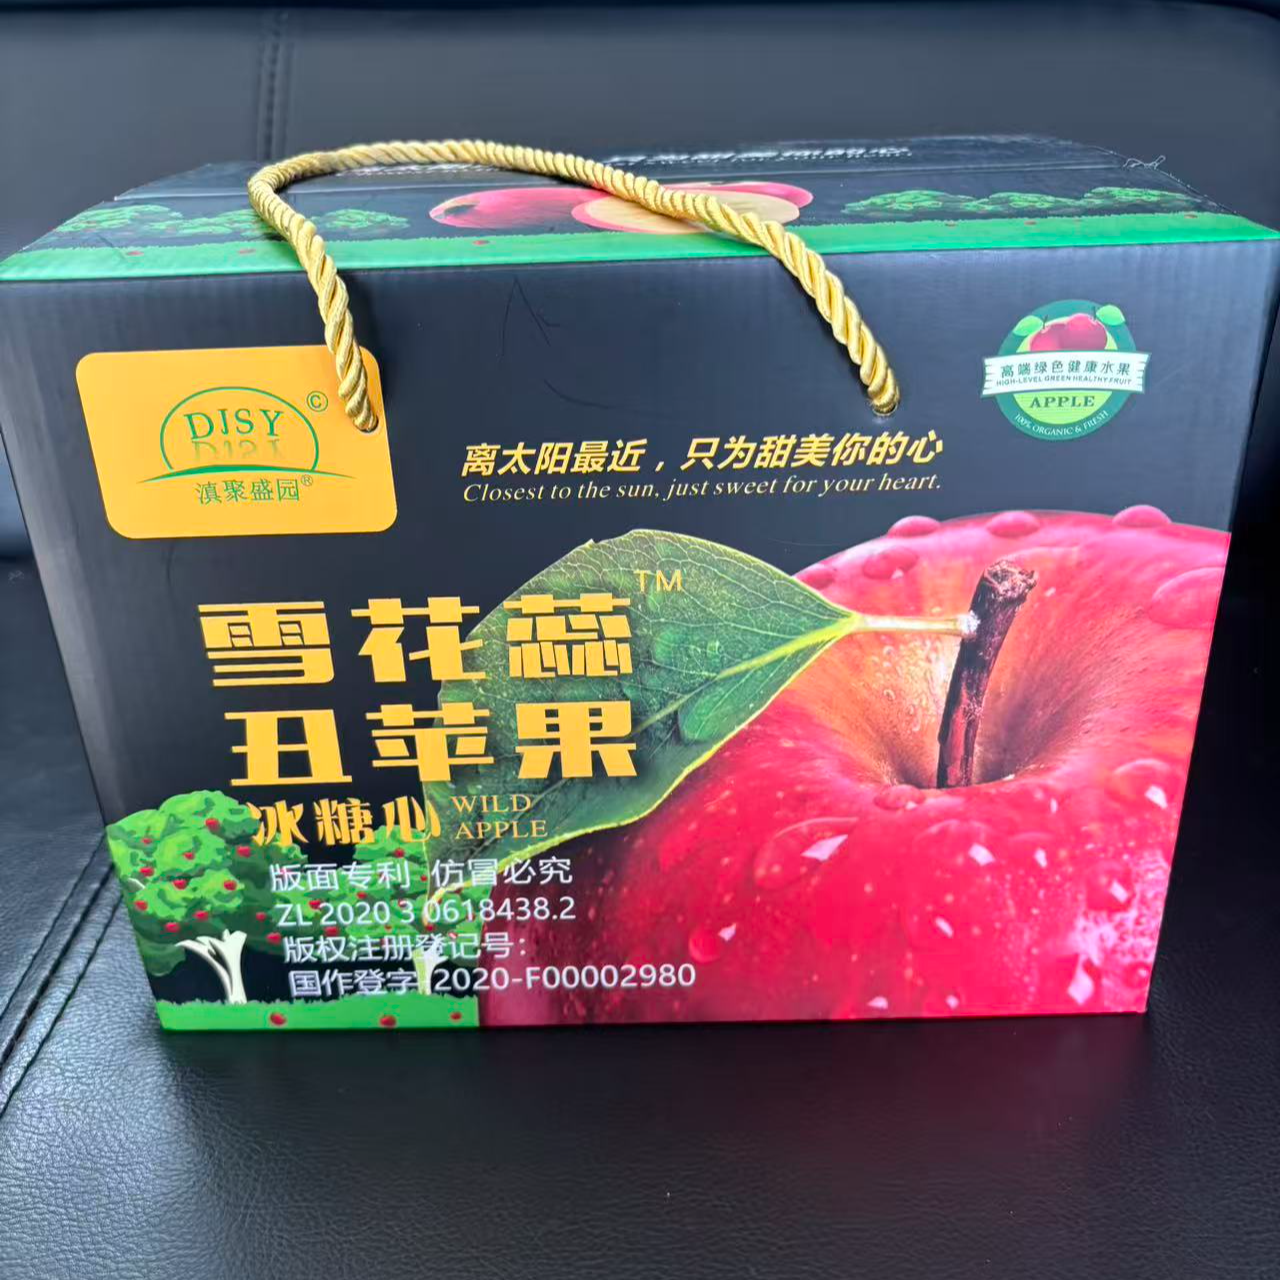 DJSY ©
滇聚盛园®
高端绿色健康水果
HIGH-LEVEL GREEN HEALTHY FRUIT
APPLE
100% ORGANIC & FRESH
离太阳最近，只为甜美你的心
Closest to the sun, just sweet for your heart.
雪花蕊TM
丑苹果
冰糖心 WILD
APPLE
版面专利 仿冒必究
ZL 2020 3 0618438.2
版权注册登记号：
国作登字-2020-F00002980